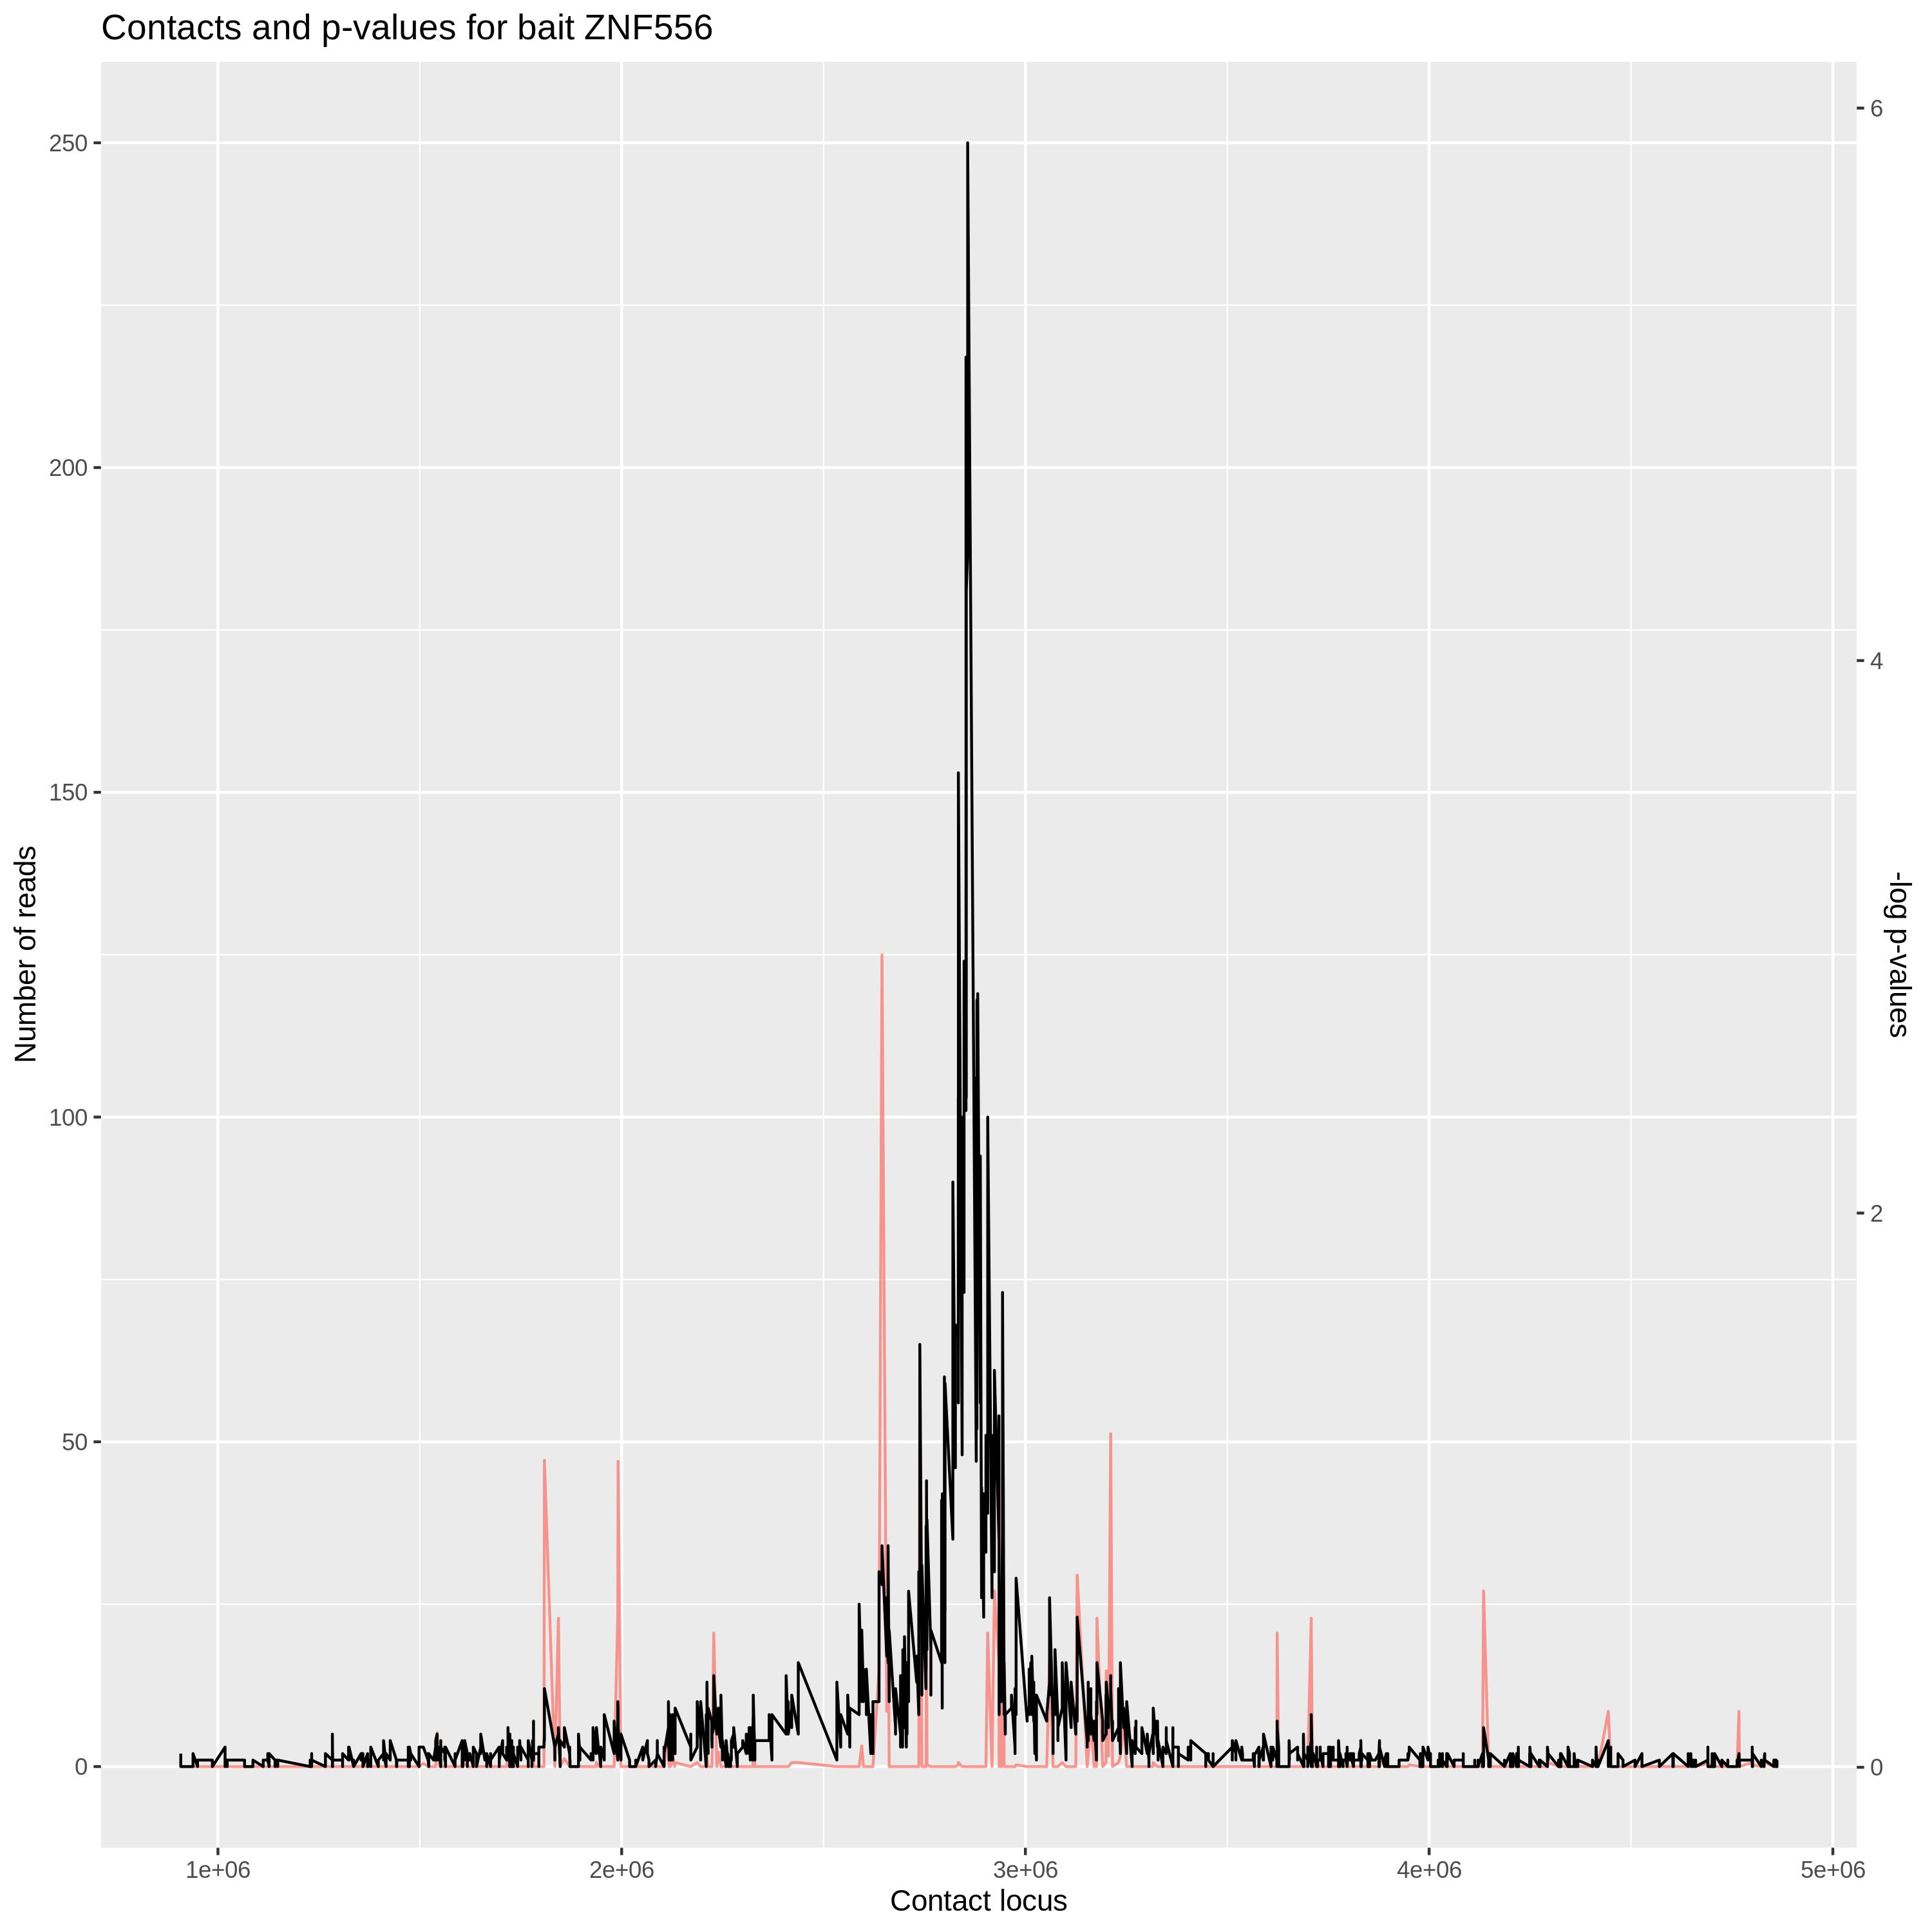 Contacts and p-values for bait ZNF556
250
200
150
100
50
0
Number of reads
6
4
2
0
-log p-values
1e+06
2e+06
3e+06
4e+06
5e+06
Contact locus